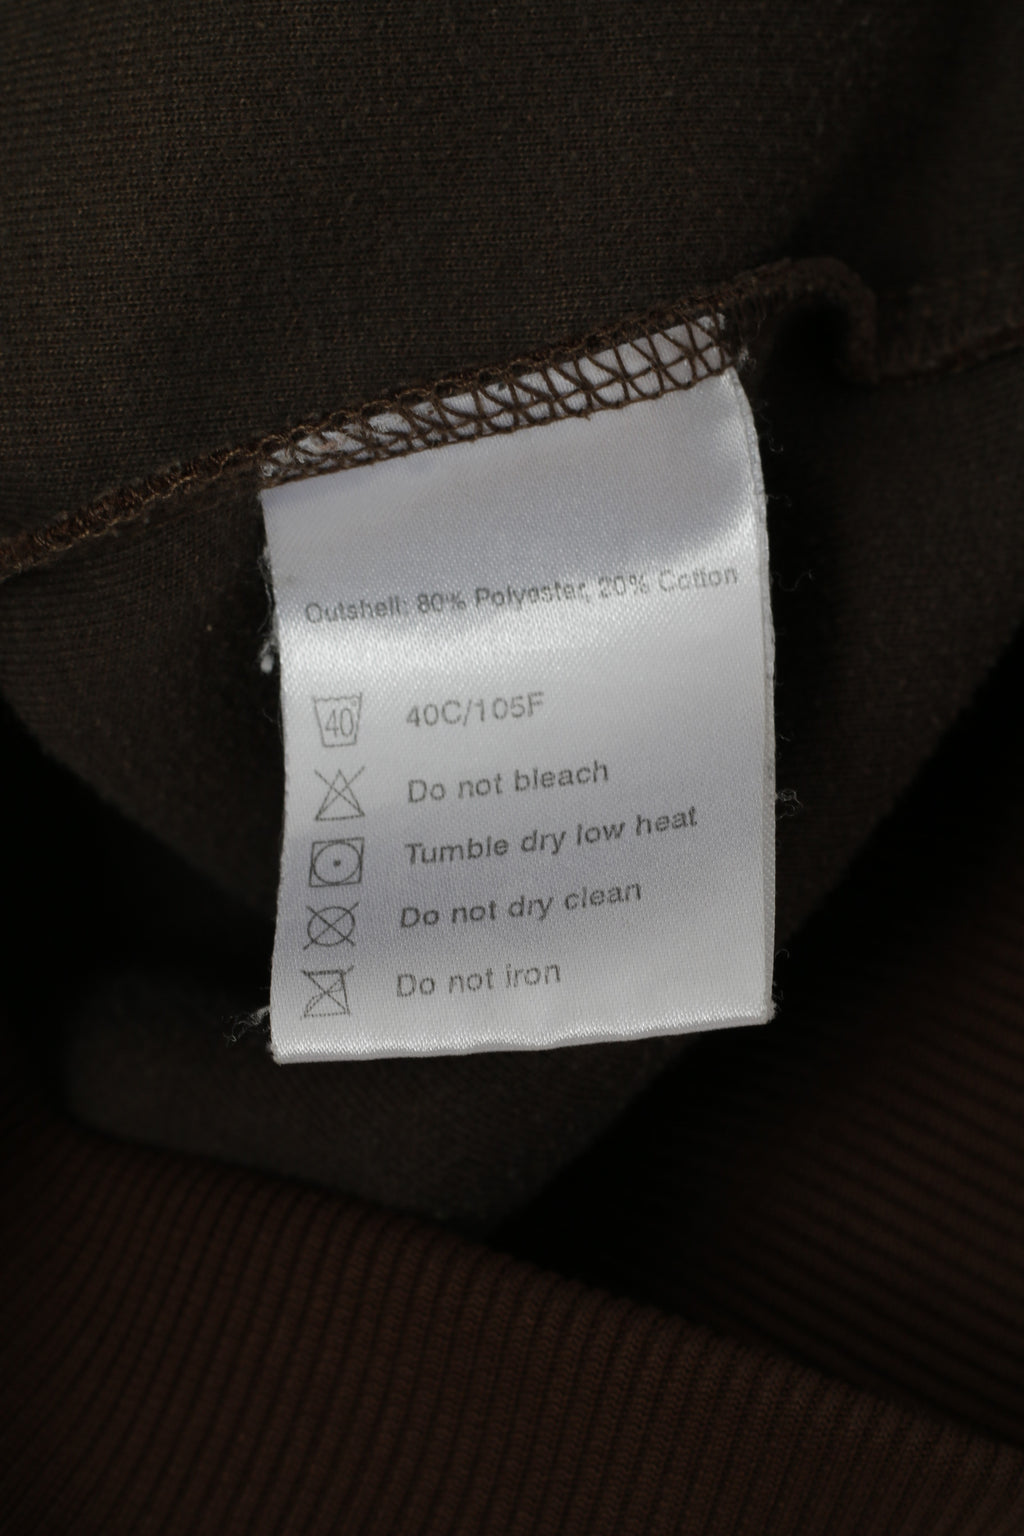 Outshell: 80% Polyester, 20% Cotton
40 40C/105F
Do not bleach
Tumble dry low heat
Do not dry clean
Do not iron